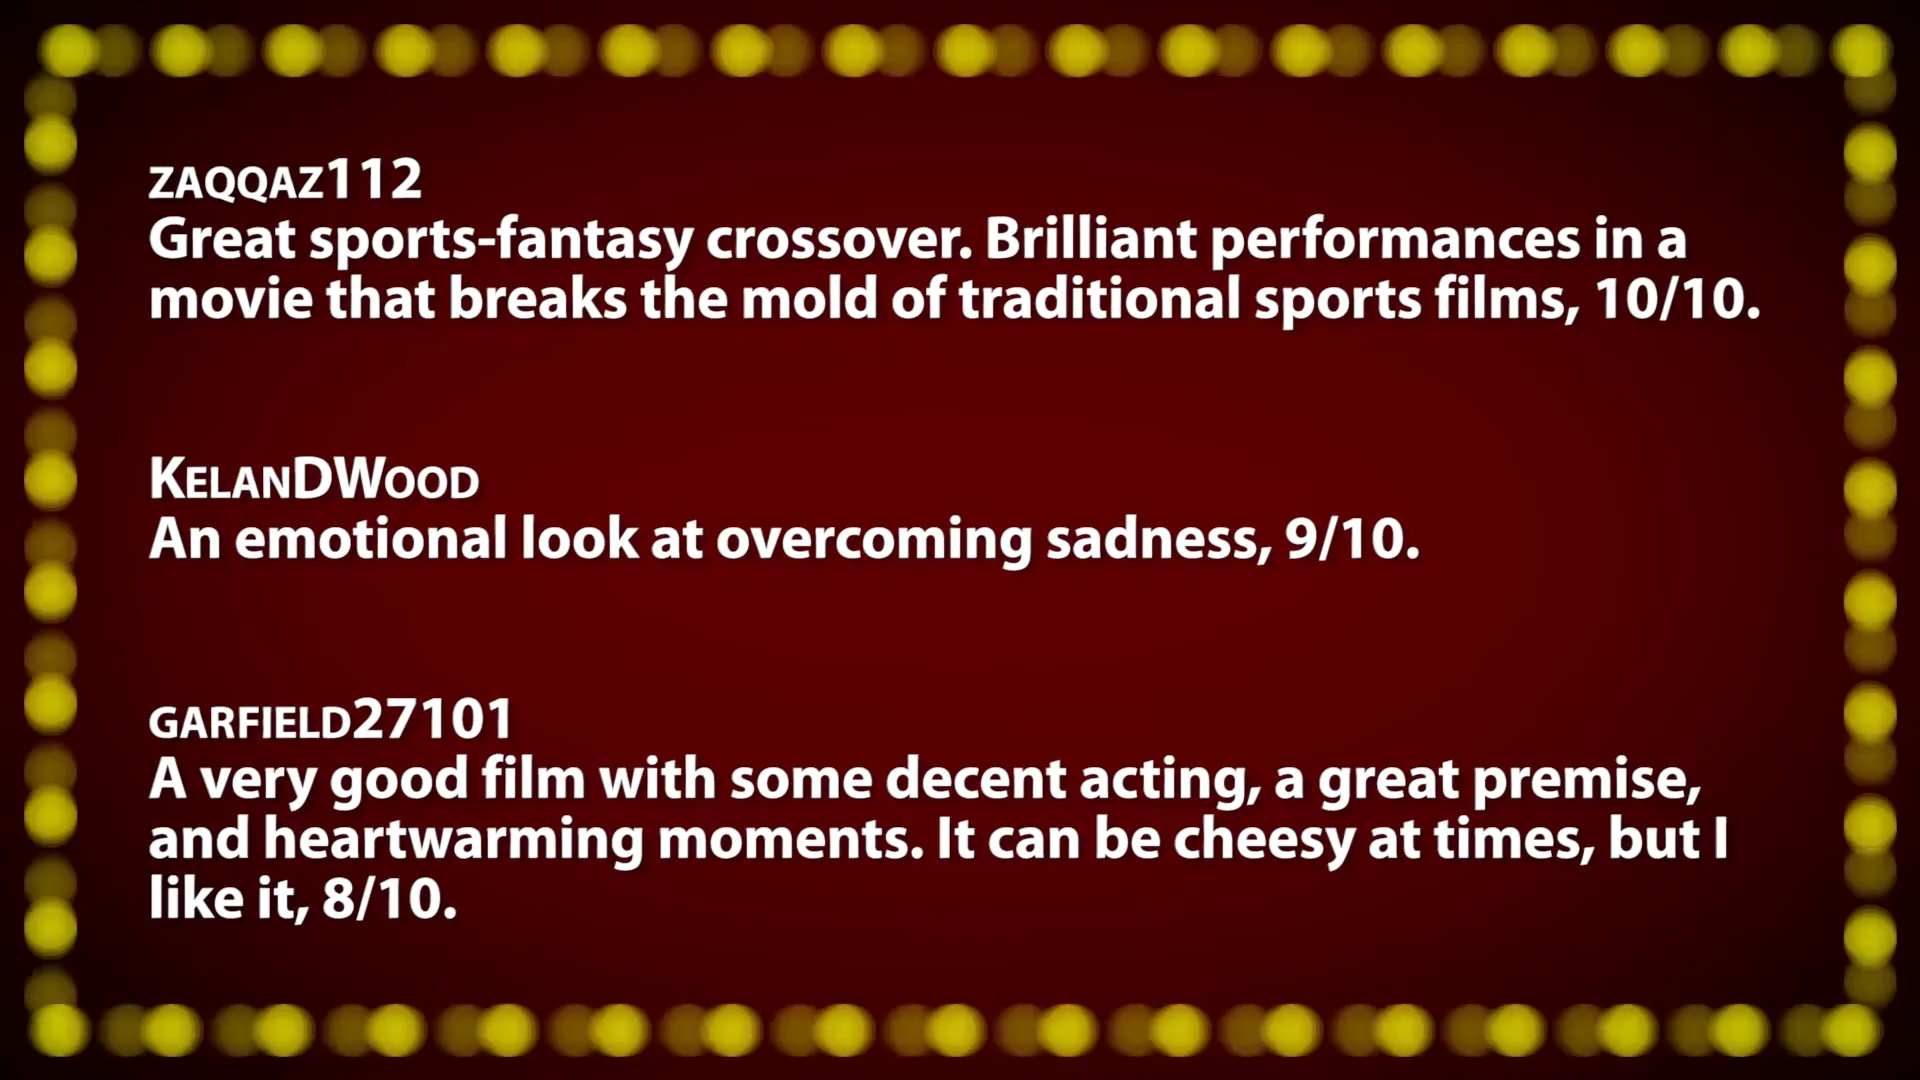 zaqqaz112
Great sports-fantasy crossover. Brilliant performances in a
movie that breaks the mold of traditional sports films, 10/10.
KelanDWood
An emotional look at overcoming sadness, 9/10.
garfield27101
A very good film with some decent acting, a great premise,
and heartwarming moments. It can be cheesy at times, but I
like it, 8/10.